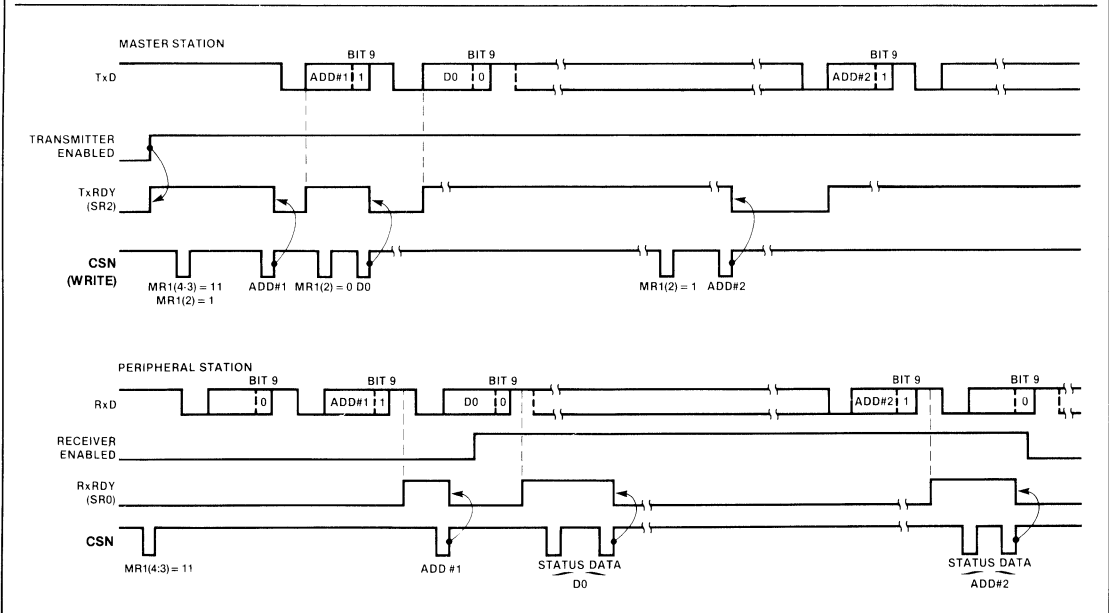 MASTER STATION
BIT 9 BIT 9 BIT 9
TxD ADD#1 1 D0 0 ADD#2 1
TRANSMITTER
ENABLED
TxRDY
(SR2)
CSN
(WRITE)
MR1(4-3) = 11 ADD#1 MR1(2) = 0 D0 MR1(2) = 1 ADD#2
MR1(2) = 1
PERIPHERAL STATION
BIT 9 BIT 9 BIT 9 BIT 9 BIT 9
RxD 0 ADD#1 1 D0 0 ADD#2 1 0
RECEIVER
ENABLED
RxRDY
(SR0)
CSN
MR1(4:3) = 11 ADD #1 STATUS DATA STATUS DATA
D0 ADD#2